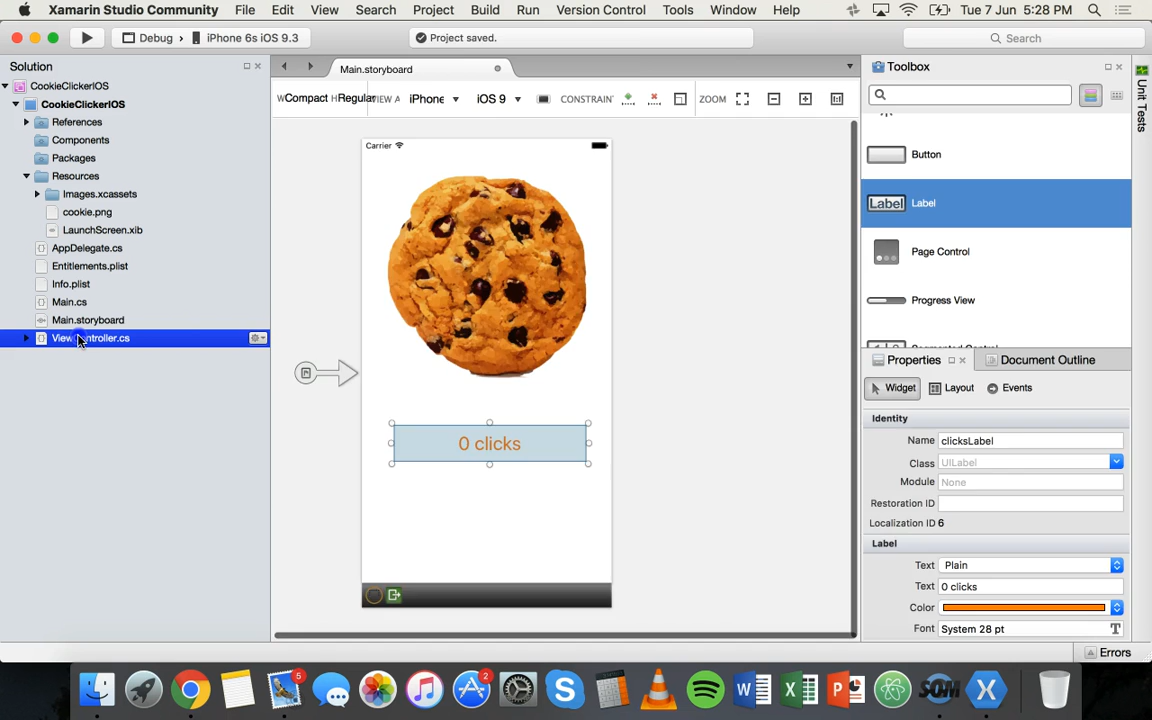 Xamarin Studio Community File Edit View Search Project Build Run Version Control Tools Window Help Tue 7 Jun 5:28 PM
Debug › iPhone 6s iOS 9.3
Project saved.
Search
Solution
CookieClickerIOS
CookieClickerIOS
References
Components
Packages
Resources
Images.xcassets
cookie.png
LaunchScreen.xib
AppDelegate.cs
Entitlements.plist
Info.plist
Main.cs
Main.storyboard
ViewController.cs
Main.storyboard
Compact Regular VIEW A iPhone iOS 9 CONSTRAINT ZOOM
Carrier
0 clicks
Toolbox
Button
Label Label
Page Control
Progress View
Properties Document Outline
Widget Layout Events
Identity
Name clicksLabel
Class UILabel
Module None
Restoration ID
Localization ID 6
Label
Text Plain
Text 0 clicks
Color
Font System 28 pt T
Errors
Unit Tests
5
2
W X P